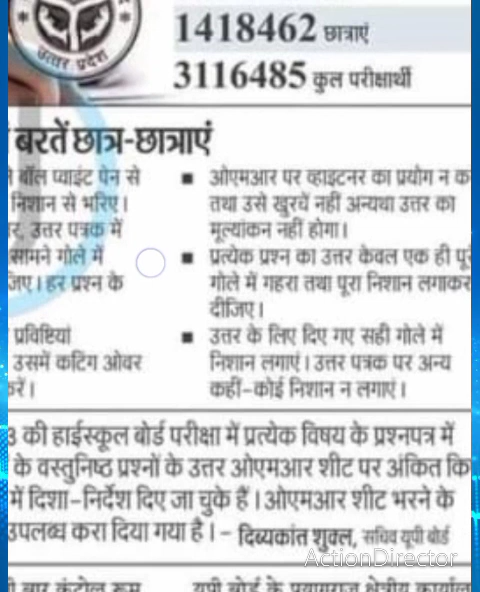 उत्तर प्रदेश
1418462 छात्राएं
3116485 कुल परीक्षार्थी
बरतें छात्र-छात्राएं
बॉल प्वाइंट पेन से
निशान से भरिए।
उत्तर पत्रक में
सामने गोले में
हर प्रश्न के
प्रविष्टियां
उसमें कटिंग ओवर
■ ओएमआर पर व्हाइटनर का प्रयोग न
तथा उसे खुरचें नहीं अन्यथा उत्तर का
मूल्यांकन नहीं होगा।
■ प्रत्येक प्रश्न का उत्तर केवल एक ही
गोले में गहरा तथा पूरा निशान लगाकर
दीजिए।
■ उत्तर के लिए दिए गए सही गोले में
निशान लगाएं। उत्तर पत्रक पर अन्य
कहीं-कोई निशान न लगाएं।
की हाईस्कूल बोर्ड परीक्षा में प्रत्येक विषय के प्रश्नपत्र में
के वस्तुनिष्ठ प्रश्नों के उत्तर ओएमआर शीट पर अंकित
में दिशा-निर्देश दिए जा चुके हैं। ओएमआर शीट भरने के
उपलब्ध करा दिया गया है। - दिब्यकांत शुक्ल, सचिव यूपी बोर्ड
ActionDirector
यूपी बोर्ड के प्रयागराज क्षेत्रीय